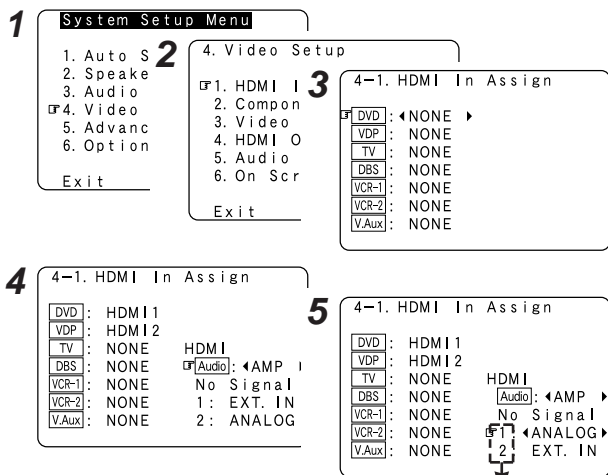 1
System Setup Menu
1. Auto S
2. Speake
3. Audio
☞4. Video
5. Advanc
6. Option
Exit
2
4. Video Setup
☞1. HDMI I
2. Compon
3. Video
4. HDMI O
5. Audio
6. On Scr
Exit
3
4-1. HDMI In Assign
☞DVD : ◀NONE ▶
VDP : NONE
TV : NONE
DBS : NONE
VCR-1 : NONE
VCR-2 : NONE
V.Aux : NONE
4
4-1. HDMI In Assign
DVD : HDMI1
VDP : HDMI2
TV : NONE HDMI
DBS : NONE ☞Audio : ◀AMP
VCR-1 : NONE No Signal
VCR-2 : NONE 1: EXT. IN
V.Aux : NONE 2: ANALOG
5
4-1. HDMI In Assign
DVD : HDMI1
VDP : HDMI2
TV : NONE HDMI
DBS : NONE Audio : ◀AMP ▶
VCR-1 : NONE No Signal
VCR-2 : NONE ☞1: ◀ANALOG▶
V.Aux : NONE 2: EXT. IN